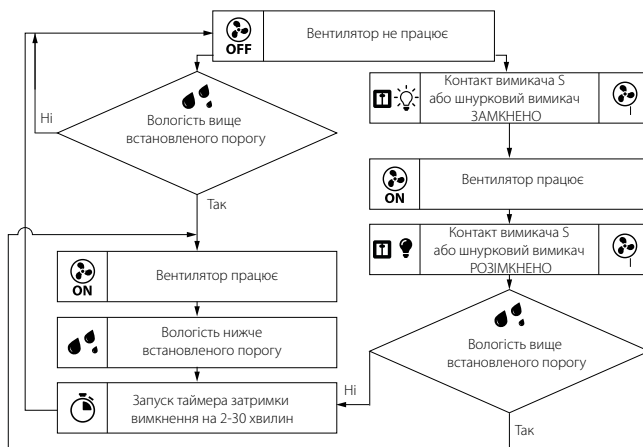 OFF
Вентилятор не працює
Ні
Вологість вище
встановленого порогу
Так
Контакт вимикача S
або шнурковий вимикач
ЗАМКНЕНО
ON
Вентилятор працює
Контакт вимикача S
або шнурковий вимикач
РОЗІМКНЕНО
ON
Вентилятор працює
Вологість нижче
встановленого порогу
Запуск таймера затримки
вимкнення на 2-30 хвилин
Вологість вище
встановленого порогу
Ні
Так